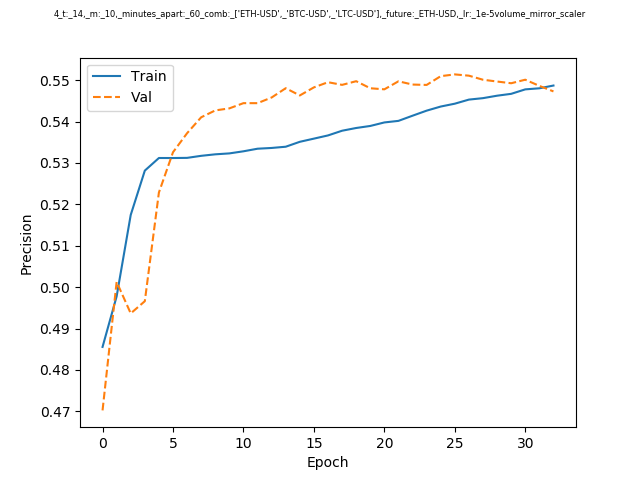 4_t:_14,_m:_10,_minutes_apart:_60_comb:_['ETH-USD',_'BTC-USD',_'LTC-USD'],_future:_ETH-USD,_lr:_1e-5volume_mirror_scaler
Train
Val
0.55
0.54
0.53
0.52
0.51
0.50
0.49
0.48
0.47
Precision
0 5 10 15 20 25 30
Epoch